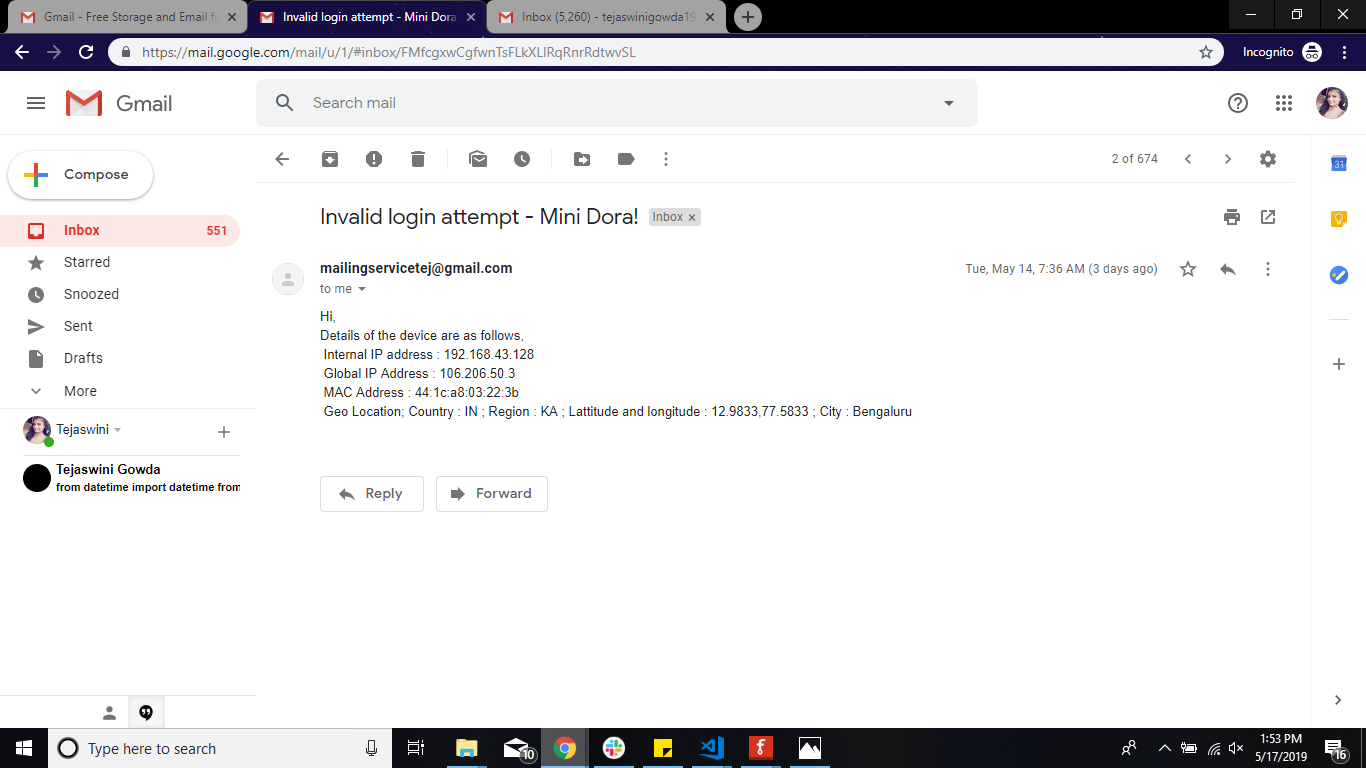 Gmail - Free Storage and Email fr
Invalid login attempt - Mini Dora
Inbox (5,260) - tejaswinigowda19
https://mail.google.com/mail/u/1/#inbox/FMfcgxwCgfwnTsFLkXLlRqRnrRdtwvSL
Incognito
Gmail
Search mail
Compose
2 of 674
31
Invalid login attempt - Mini Dora!
Inbox
Inbox 551
Starred
Snoozed
Sent
Drafts
More
mailingservicetej@gmail.com
Tue, May 14, 7:36 AM (3 days ago)
to me
Hi,
Details of the device are as follows,
Internal IP address : 192.168.43.128
Global IP Address : 106.206.50.3
MAC Address : 44:1c:a8:03:22:3b
Geo Location; Country : IN ; Region : KA ; Lattitude and longitude : 12.9833,77.5833 ; City : Bengaluru
Reply
Forward
Tejaswini
Tejaswini Gowda
from datetime import datetime from
Type here to search
10
1:53 PM
5/17/2019
16